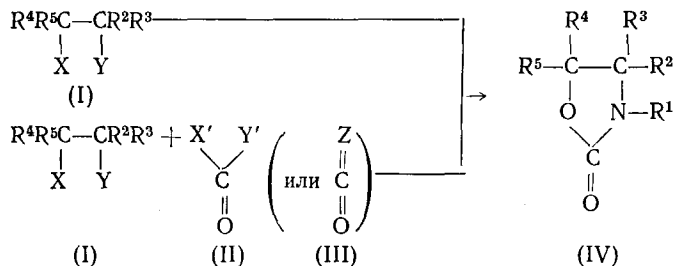 R⁴R⁵C—CR²R³
X Y
(I)
R⁴R⁵C—CR²R³ + X′ Y′
C
O
X Y
(или Z
C
O)
(I) (II) (III)
R⁴ R³
R⁵—C—C—R²
O N—R¹
C
O
(IV)